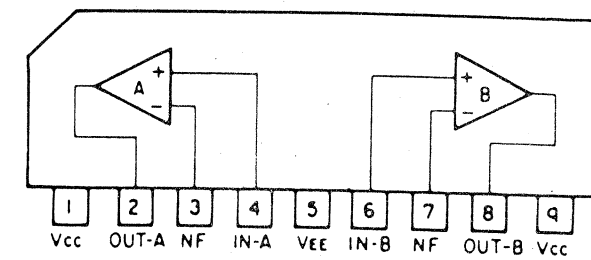 + A − + B −
1 2 3 4 5 6 7 8 9
Vcc OUT-A NF IN-A VEE IN-B NF OUT-B Vcc